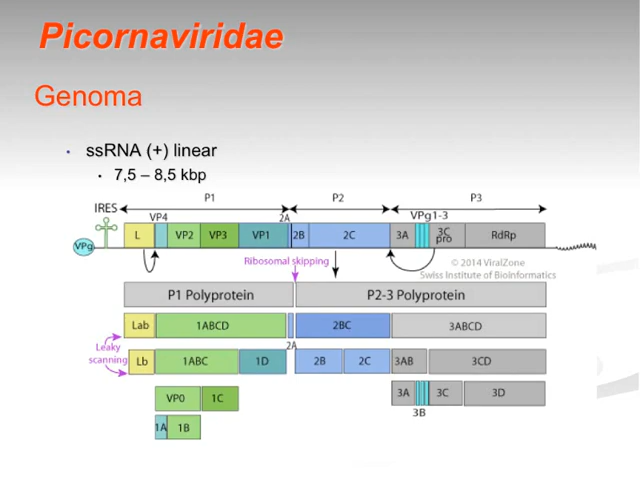 Picornaviridae
Genoma
• ssRNA (+) linear
• 7,5 – 8,5 kbp
P1 P2 P3
IRES VP4 2A VPg1-3
VPg L VP2 VP3 VP1 2B 2C 3A 3C pro RdRp
Ribosomal skipping
© 2014 ViralZone
Swiss Institute of Bioinformatics
P1 Polyprotein P2-3 Polyprotein
Lab 1ABCD 2BC 3ABCD
2A
Leaky
scanning
Lb 1ABC 1D 2B 2C 3AB 3CD
VP0 1C 3A 3C 3D
3B
1A 1B